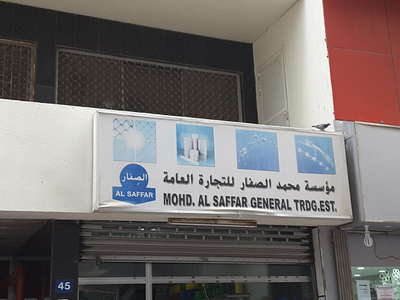 الصفار
AL SAFFAR
مؤسسة محمد الصفار للتجارة العامة
MOHD. AL SAFFAR GENERAL TRDG.EST.
45